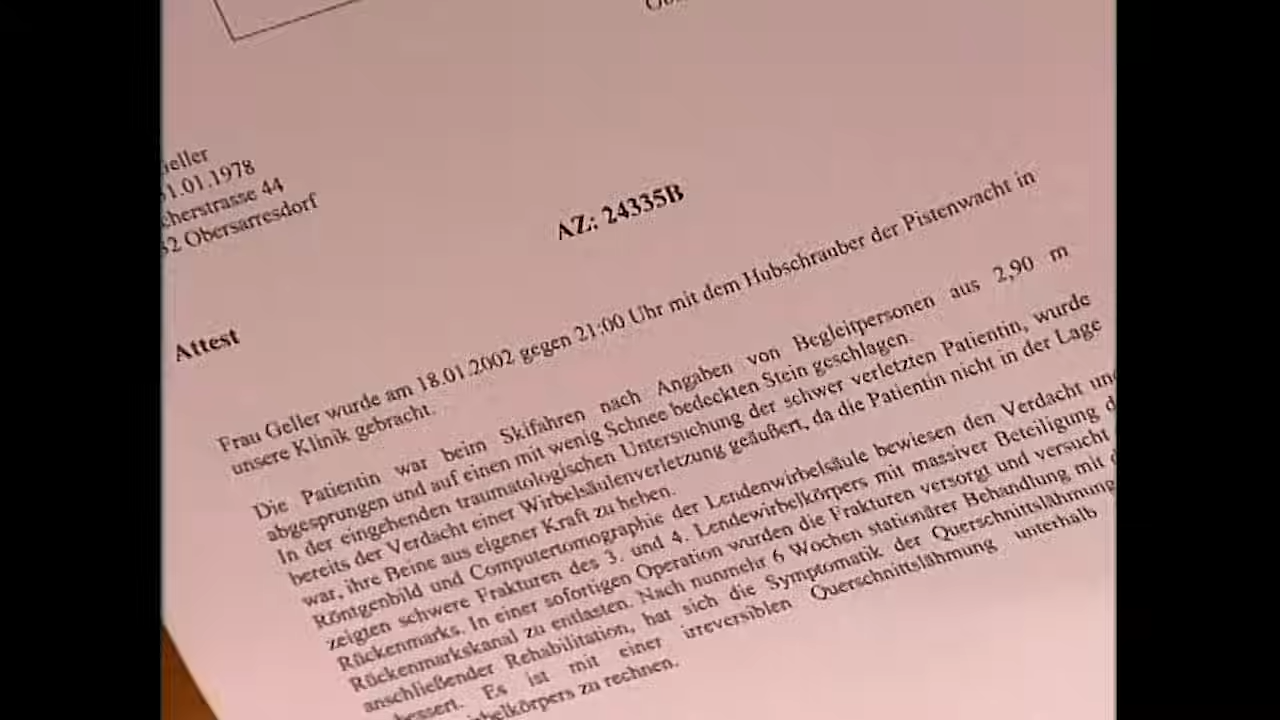 Geller
31.01.1978
cherstrasse 44
32 Obersarresdorf
AZ: 24335B
Attest
Frau Geller wurde am 18.01.2002 gegen 21:00 Uhr mit dem Hubschrauber der Pistenwacht in
unsere Klinik gebracht.
Die Patientin war beim Skifahren nach Angaben von Begleitpersonen aus 2,90 m
abgesprungen und auf einen mit wenig Schnee bedeckten Stein geschlagen.
In der eingehenden traumatologischen Untersuchung der schwer verletzten Patientin, wurde
bereits der Verdacht einer Wirbelsäulenverletzung geäußert, da die Patientin nicht in der Lage
war, ihre Beine aus eigener Kraft zu heben.
Röntgenbild und Computertomographie der Lendenwirbelsäule bewiesen den Verdacht und
zeigten schwere Frakturen des 3. und 4. Lendewirbelkörpers mit massiver Beteiligung d
Rückenmarks. In einer sofortigen Operation wurden die Frakturen versorgt und versucht
Rückenmarkskanal zu entlasten. Nach nunmehr 6 Wochen stationärer Behandlung mit d
anschließender Rehabilitation, hat sich die Symptomatik der Querschnittslähmung
bessert. Es ist mit einer irreversiblen Querschnittslähmung unterhalb
belkörpers zu rechnen.